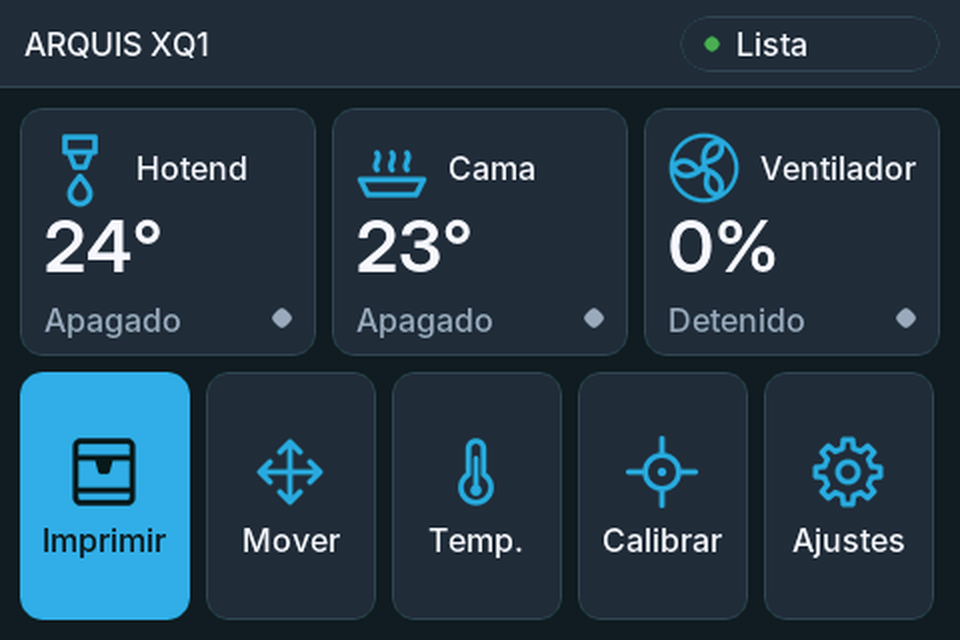 ARQUIS XQ1
Lista
Hotend
24°
Apagado
Cama
23°
Apagado
Ventilador
0%
Detenido
Imprimir
Mover
Temp.
Calibrar
Ajustes